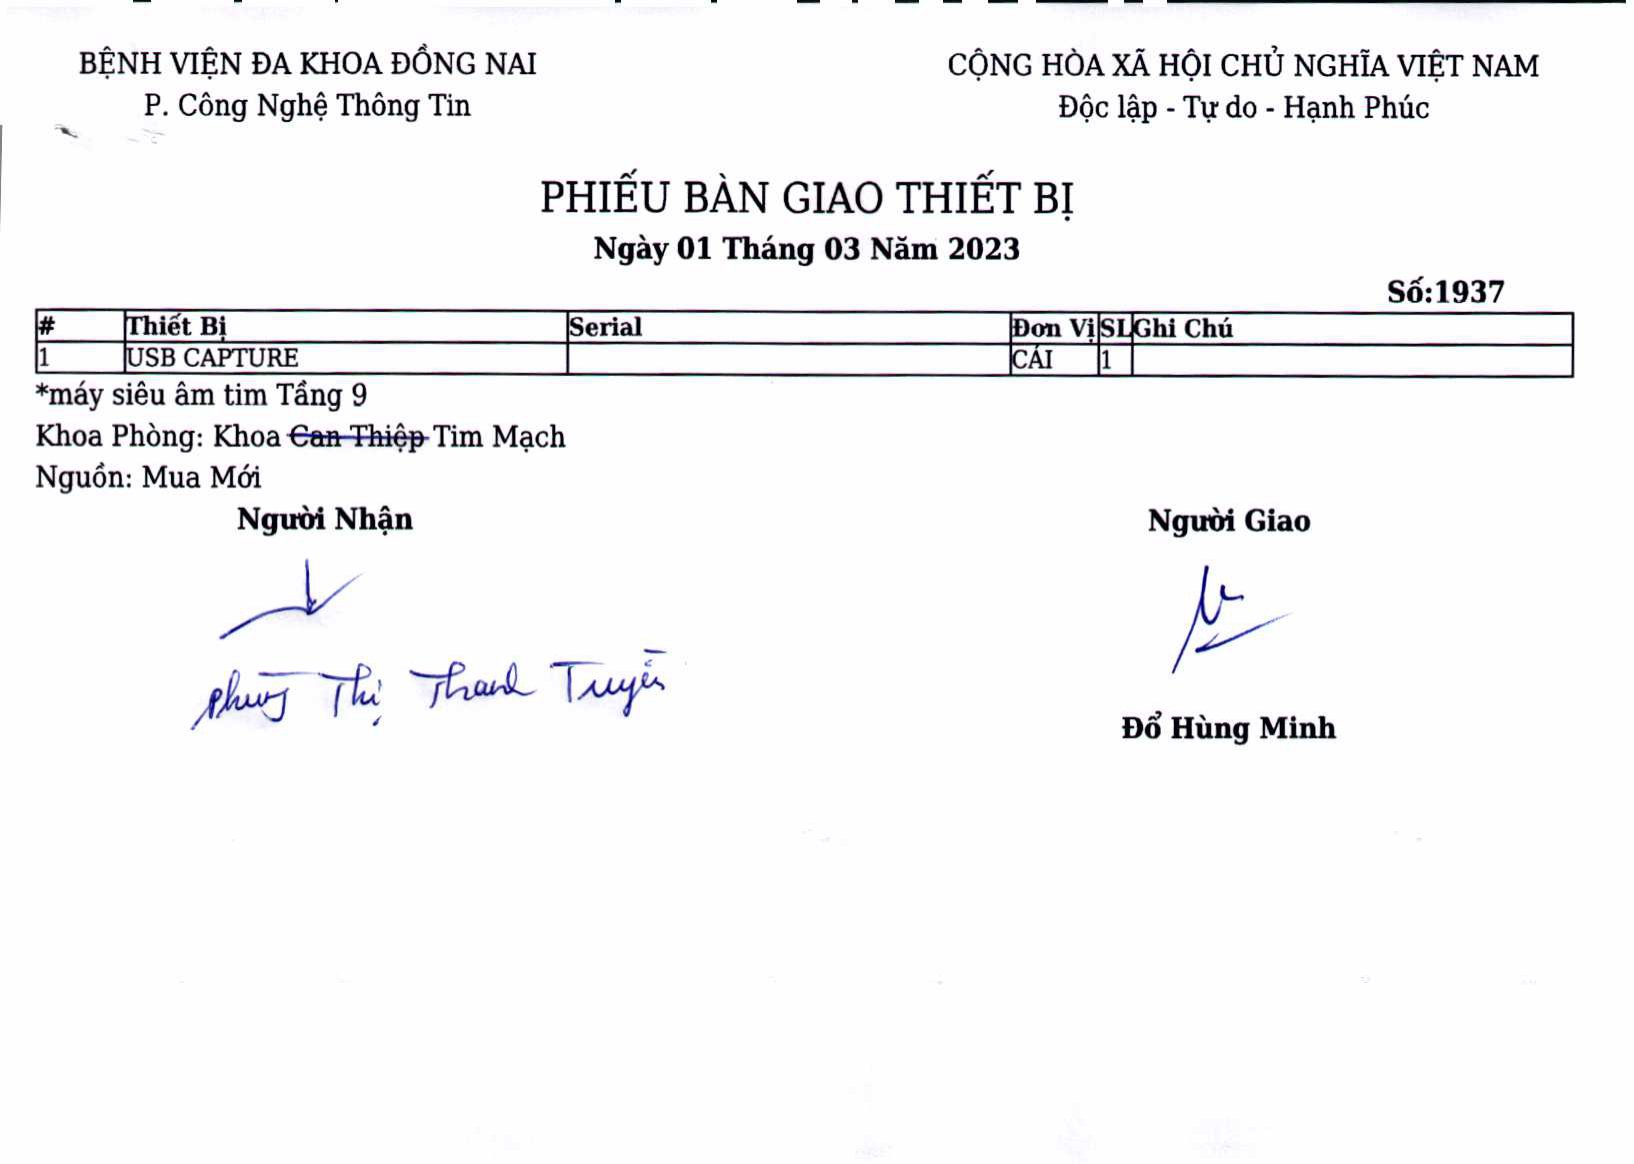 BỆNH VIỆN ĐA KHOA ĐỒNG NAI
P. Công Nghệ Thông Tin
CỘNG HÒA XÃ HỘI CHỦ NGHĨA VIỆT NAM
Độc lập - Tự do - Hạnh Phúc
PHIẾU BÀN GIAO THIẾT BỊ
Ngày 01 Tháng 03 Năm 2023
Số:1937
# Thiết Bị Serial Đơn Vị SL Ghi Chú
1 USB CAPTURE CÁI 1
*máy siêu âm tim Tầng 9
Khoa Phòng: Khoa Can Thiệp Tim Mạch
Nguồn: Mua Mới
Người Nhận
Người Giao
Phùng Thị Thanh Tuyền
Đổ Hùng Minh